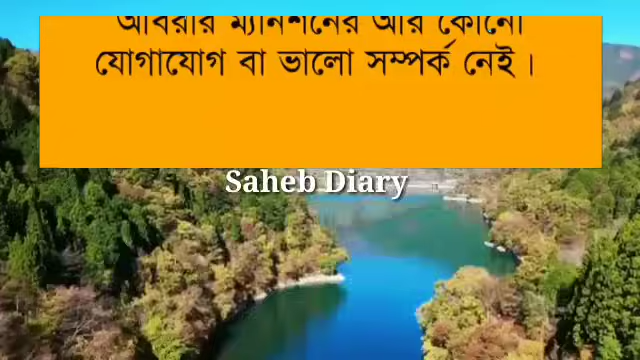 আবরার ম্যানশনের আর কোনো
যোগাযোগ বা ভালো সম্পর্ক নেই।
Saheb Diary